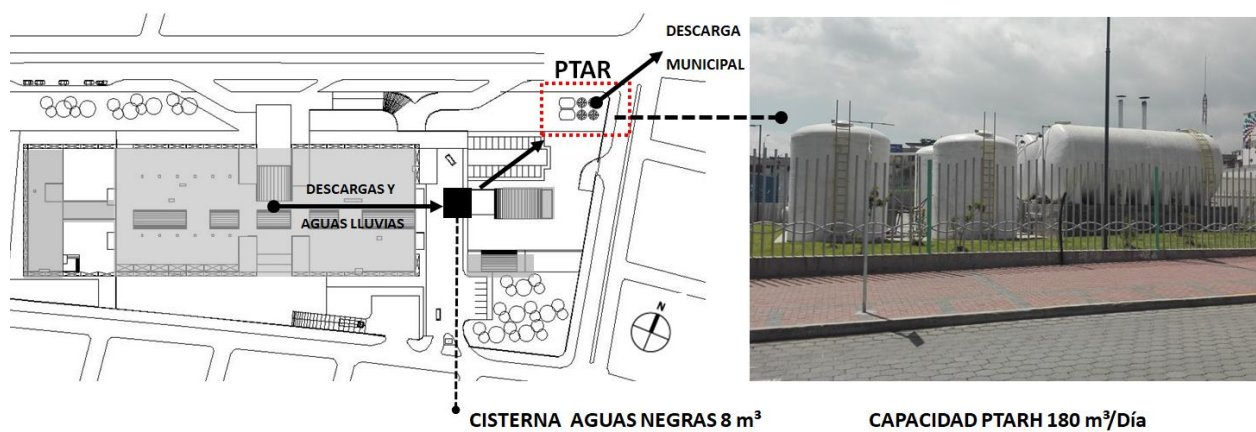 DESCARGA
MUNICIPAL
PTAR
DESCARGAS Y
AGUAS LLUVIAS
N
CISTERNA AGUAS NEGRAS 8 m³
CAPACIDAD PTARH 180 m³/Día